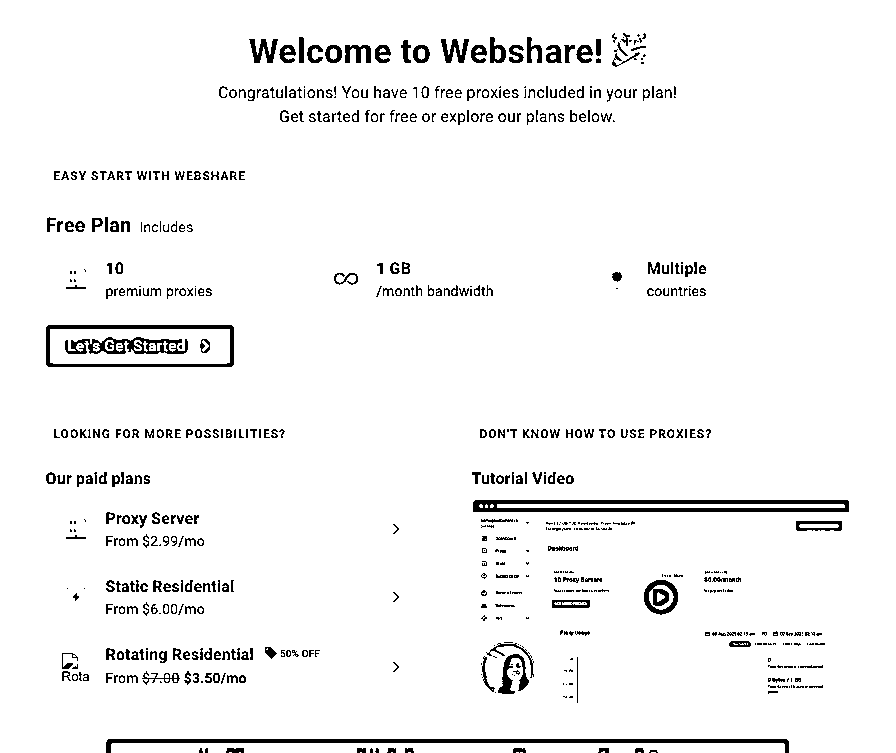 Welcome to Webshare! 🎉
Congratulations! You have 10 free proxies included in your plan!
Get started for free or explore our plans below.
EASY START WITH WEBSHARE
Free Plan Includes
10
premium proxies
1 GB
/month bandwidth
Multiple
countries
Let's Get Started
LOOKING FOR MORE POSSIBILITIES?
Our paid plans
Proxy Server
From $2.99/mo
Static Residential
From $6.00/mo
Rotating Residential 50% OFF
Rota
From $7.00 $3.50/mo
DON'T KNOW HOW TO USE PROXIES?
Tutorial Video
Dashboard
10 Proxy Servers
$0.00/month
Proxy Usage